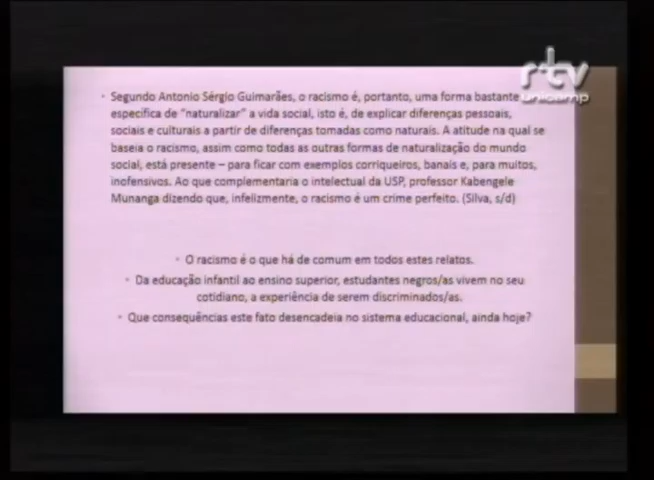 rtv
unicamp
• Segundo Antonio Sérgio Guimarães, o racismo é, portanto, uma forma bastante
específica de "naturalizar" a vida social, isto é, de explicar diferenças pessoais,
sociais e culturais a partir de diferenças tomadas como naturais. A atitude na qual se
baseia o racismo, assim como todas as outras formas de naturalização do mundo
social, está presente – para ficar com exemplos corriqueiros, banais e, para muitos,
inofensivos. Ao que complementaria o intelectual da USP, professor Kabengele
Munanga dizendo que, infelizmente, o racismo é um crime perfeito. (Silva, s/d)
• O racismo é o que há de comum em todos estes relatos.
• Da educação infantil ao ensino superior, estudantes negros/as vivem no seu
cotidiano, a experiência de serem discriminados/as.
• Que consequências este fato desencadeia no sistema educacional, ainda hoje?